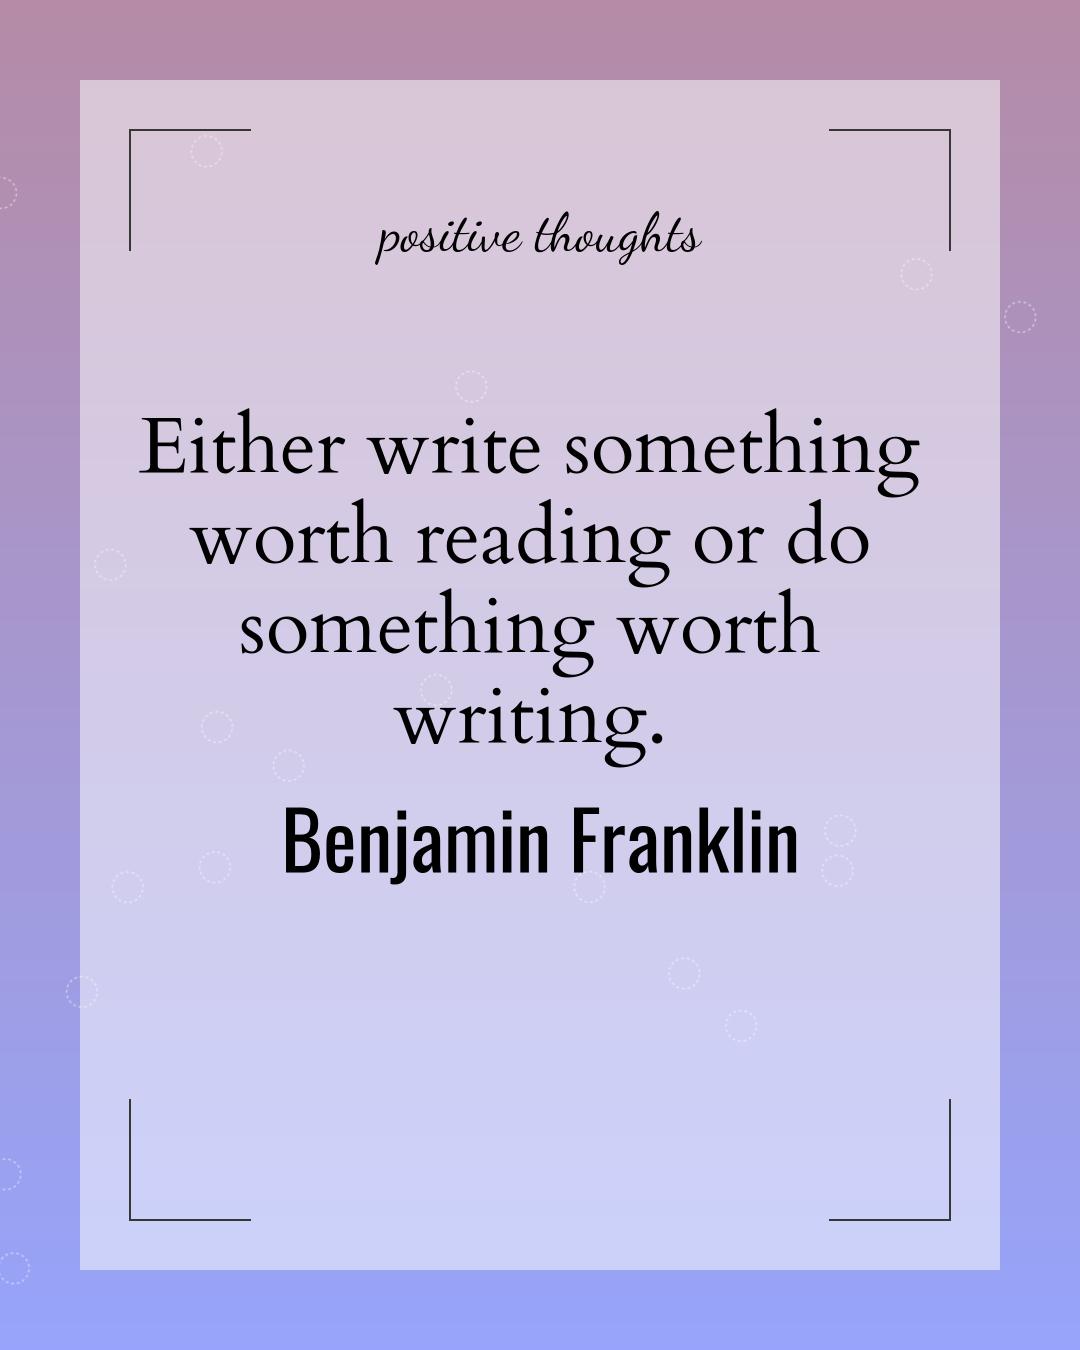 positive thoughts
Either write something
worth reading or do
something worth
writing.
Benjamin Franklin